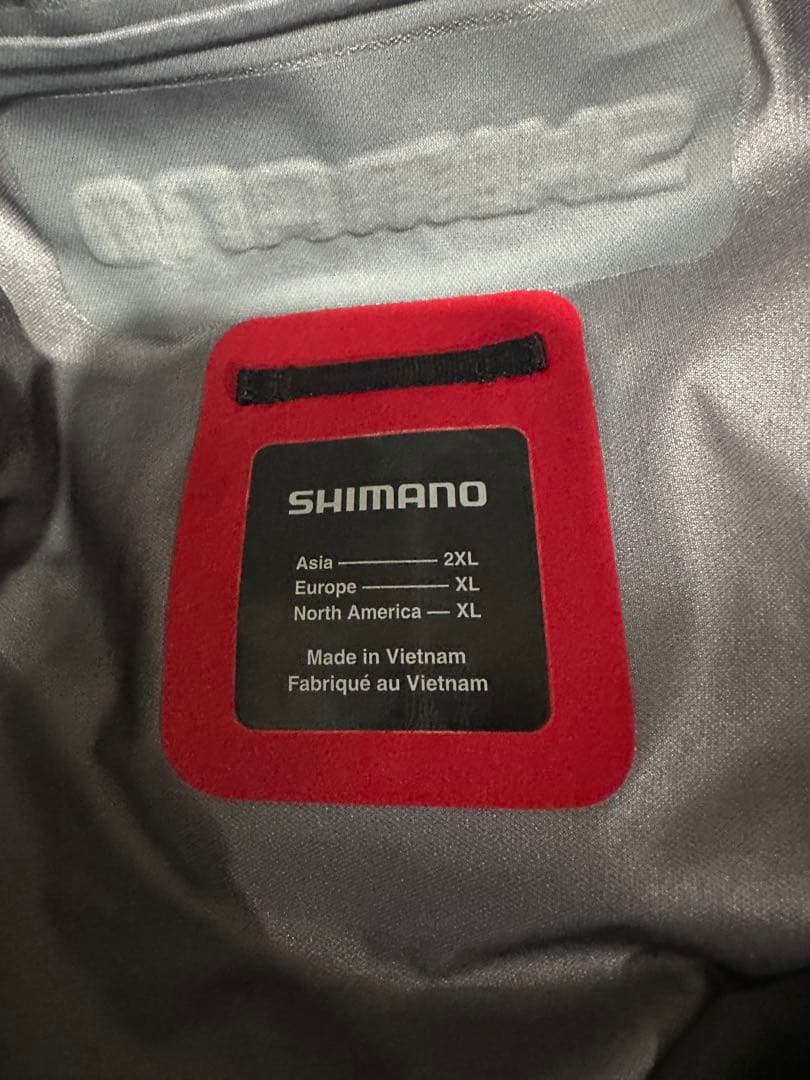 SHIMANO
Asia 2XL
Europe XL
North America XL
Made in Vietnam
Fabriqué au Vietnam